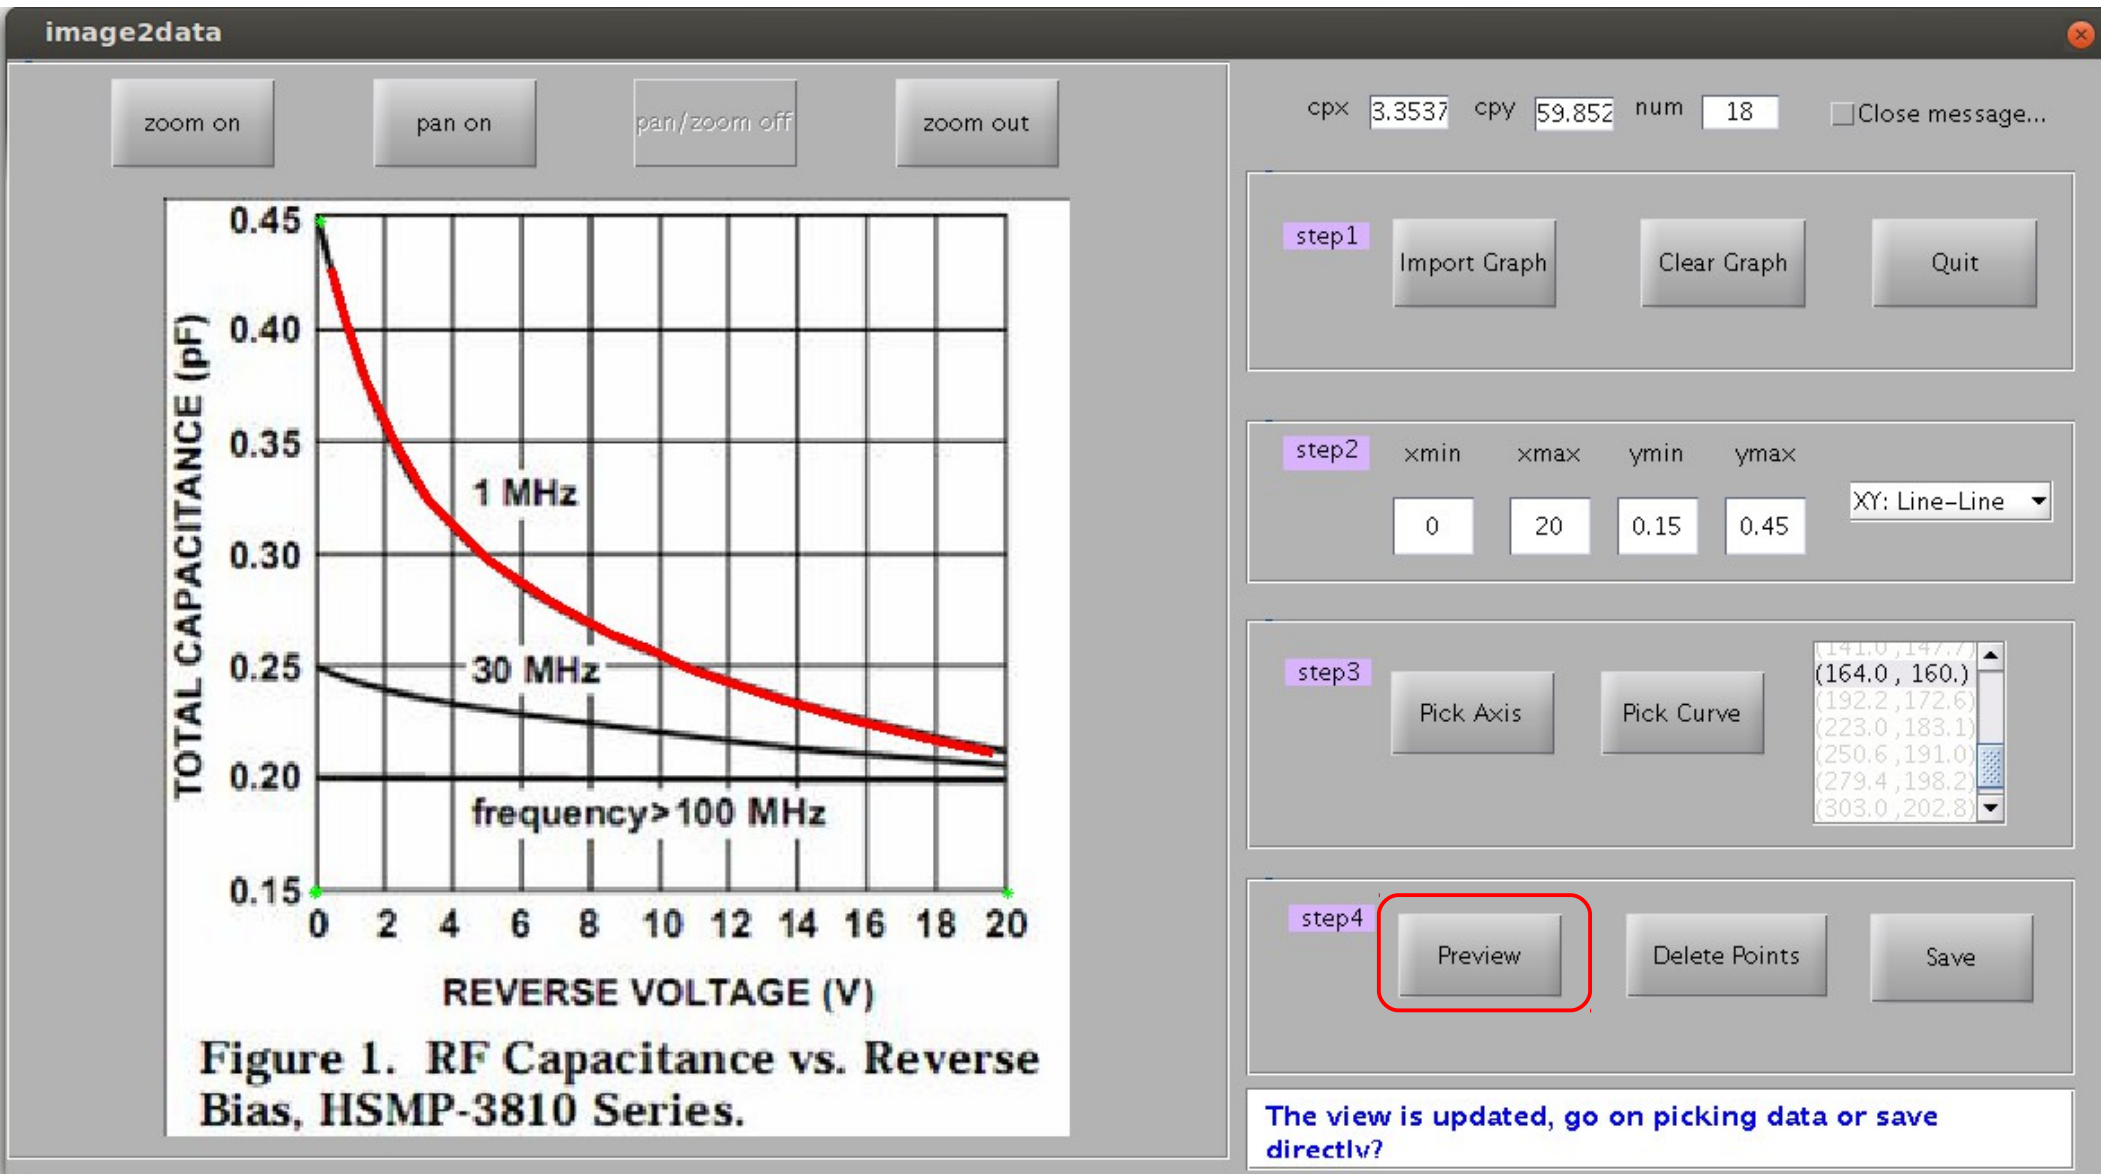 image2data
zoom on
pan on
pan/zoom off
zoom out
0.45
0.40
0.35
0.30
0.25
0.20
0.15
TOTAL CAPACITANCE (pF)
1 MHz
30 MHz
frequency>100 MHz
0 2 4 6 8 10 12 14 16 18 20
REVERSE VOLTAGE (V)
Figure 1. RF Capacitance vs. Reverse
Bias, HSMP-3810 Series.
cpx 3.3537 cpy 59.852 num 18 Close message...
step1
Import Graph
Clear Graph
Quit
step2
xmin xmax ymin ymax
0 20 0.15 0.45
XY: Line-Line
step3
Pick Axis
Pick Curve
(141.0 ,147.7)
(164.0 , 160.)
(192.2 ,172.6)
(223.0 ,183.1)
(250.6 ,191.0)
(279.4 ,198.2)
(303.0 ,202.8)
step4
Preview
Delete Points
Save
The view is updated, go on picking data or save
directly?